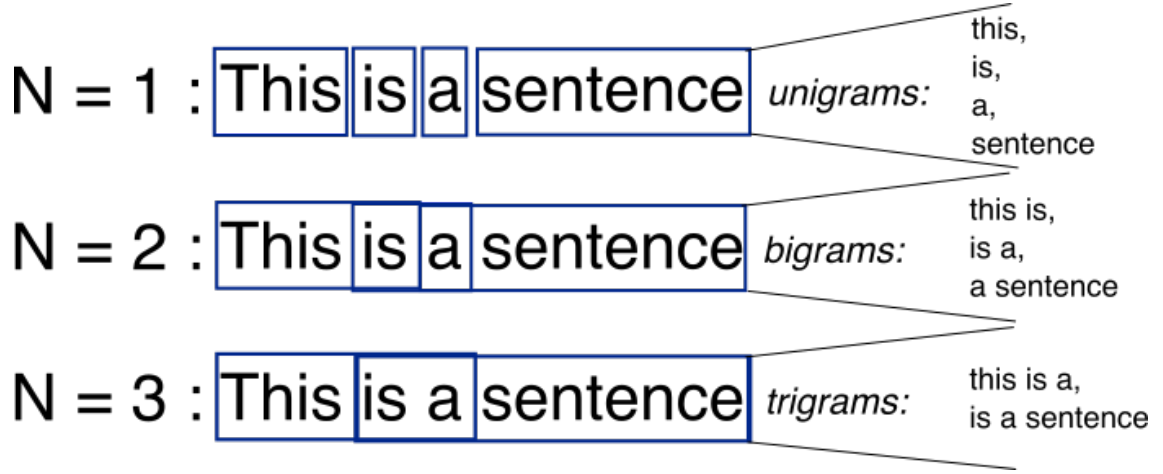 N = 1 : This is a sentence unigrams:
this,
is,
a,
sentence
N = 2 : This is a sentence bigrams:
this is,
is a,
a sentence
N = 3 : This is a sentence trigrams:
this is a,
is a sentence